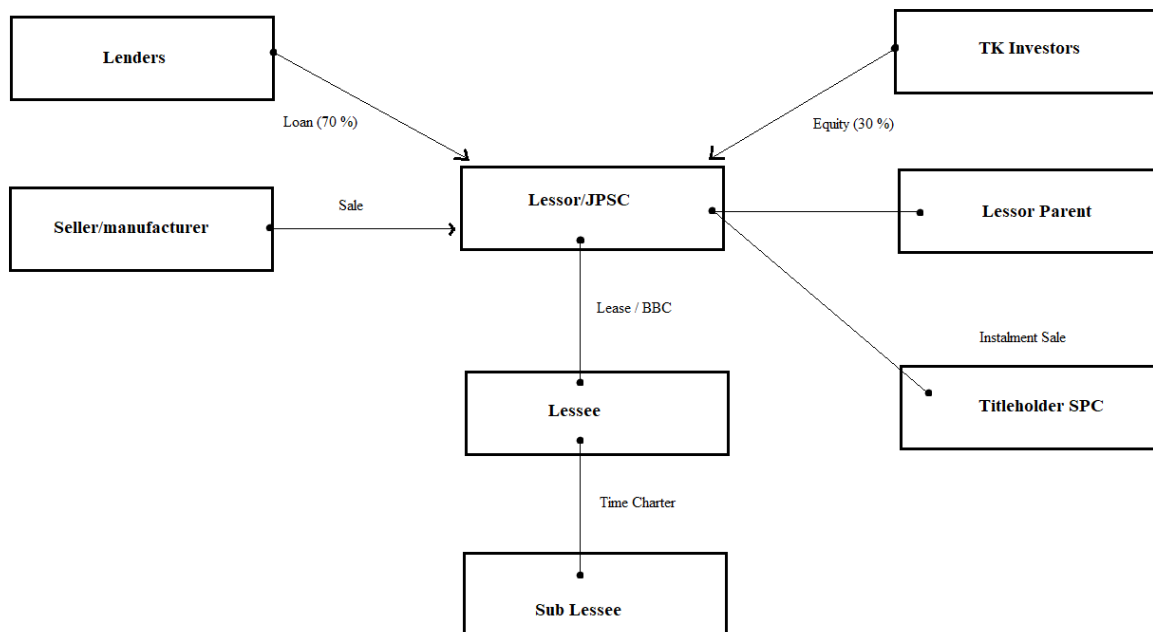 Lenders
TK Investors
Loan (70 %)
Equity (30 %)
Lessor/JPSC
Lessor Parent
Seller/manufacturer
Sale
Lease / BBC
Instalment Sale
Lessee
Titleholder SPC
Time Charter
Sub Lessee